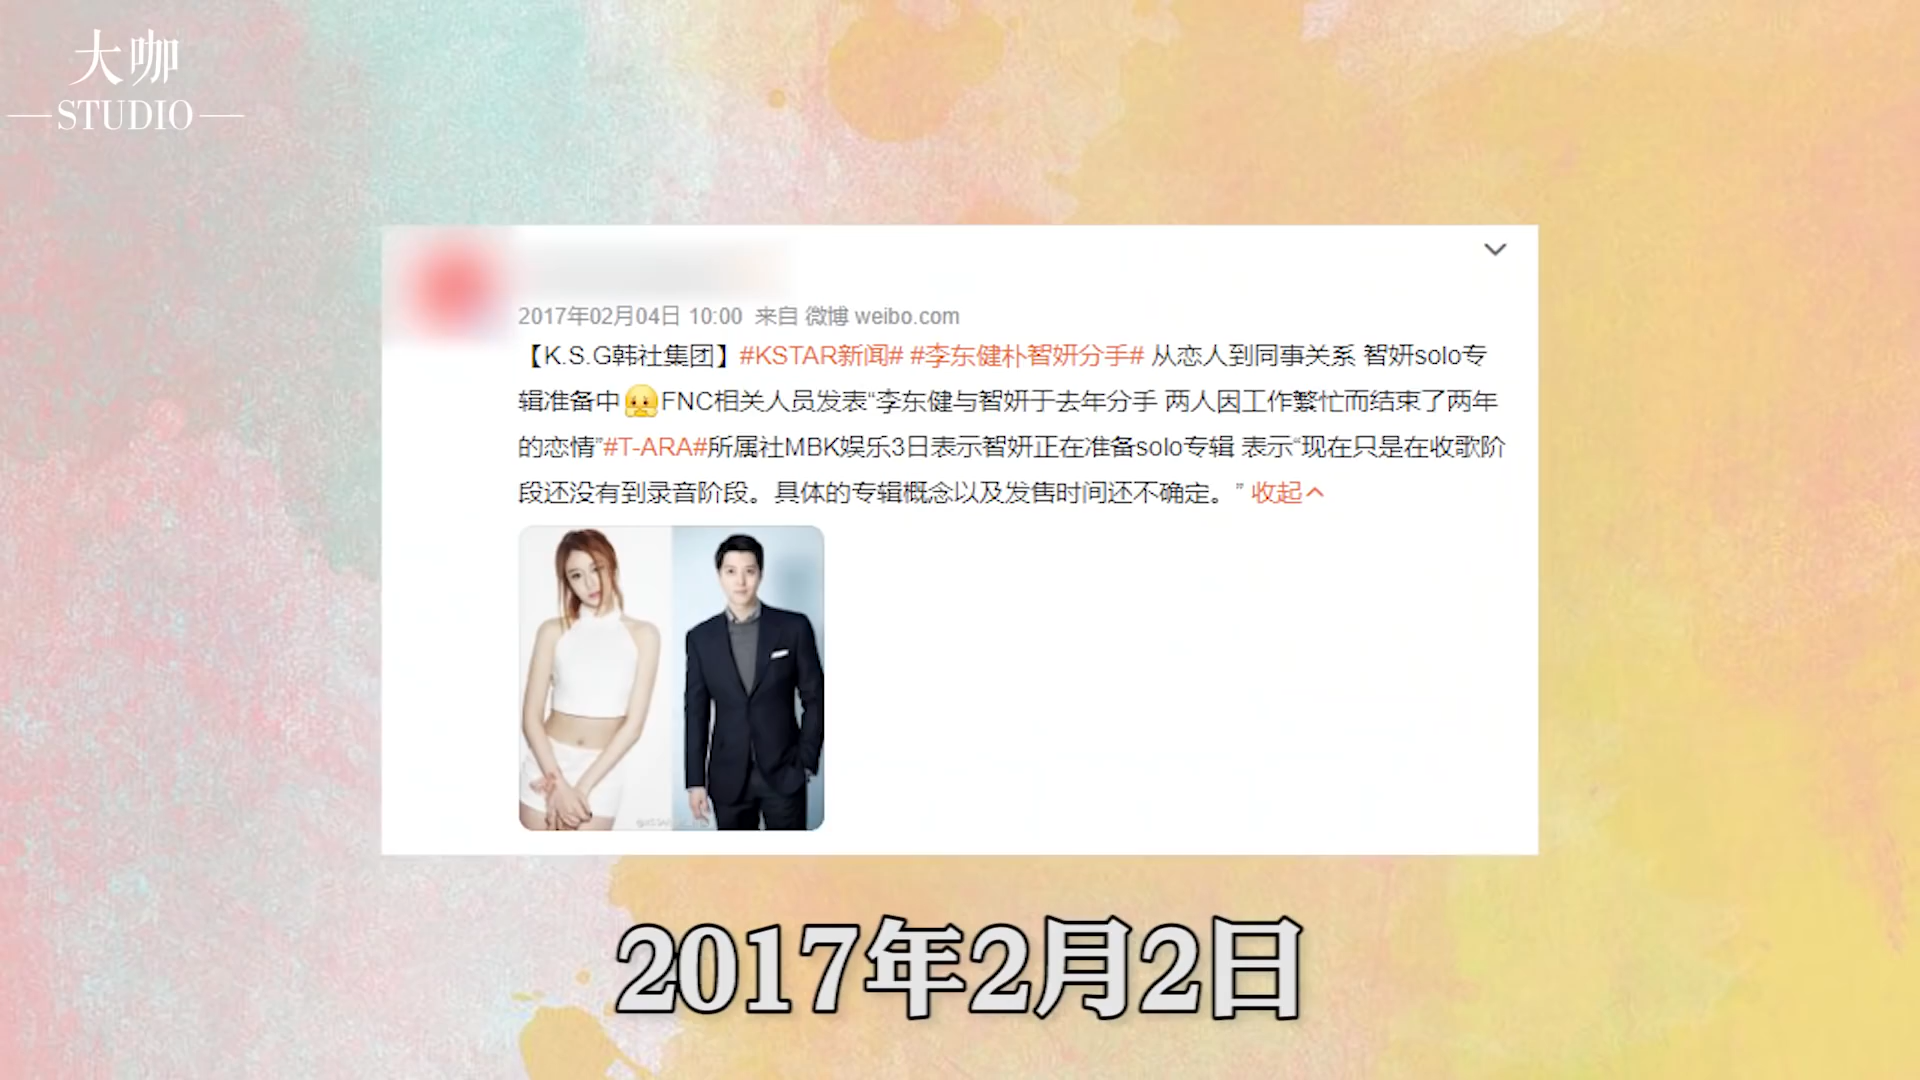 大咖
STUDIO
2017年02月04日 10:00 来自 微博 weibo.com
【K.S.G韩社集团】#KSTAR新闻# #李东健朴智妍分手# 从恋人到同事关系 智妍solo专
辑准备中FNC相关人员发表“李东健与智妍于去年分手 两人因工作繁忙而结束了两年
的恋情”#T-ARA#所属社MBK娱乐3日表示智妍正在准备solo专辑 表示“现在只是在收歌阶
段还没有到录音阶段。具体的专辑概念以及发售时间还不确定。” 收起
2017年2月2日